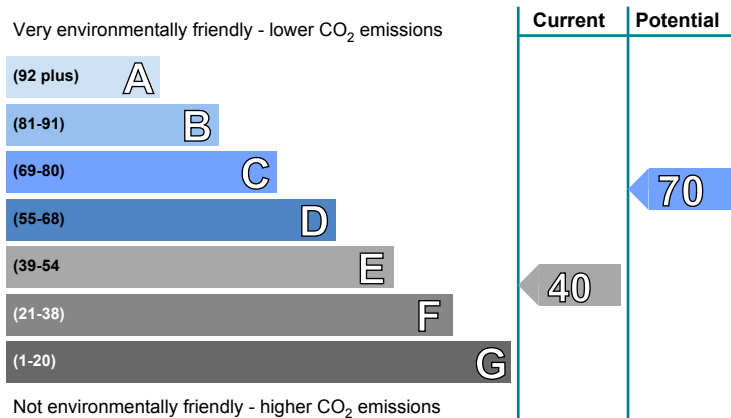 Very environmentally friendly - lower CO₂ emissions
Current
Potential
(92 plus) A
(81-91) B
(69-80) C
70
(55-68) D
(39-54 E
40
(21-38) F
(1-20) G
Not environmentally friendly - higher CO₂ emissions